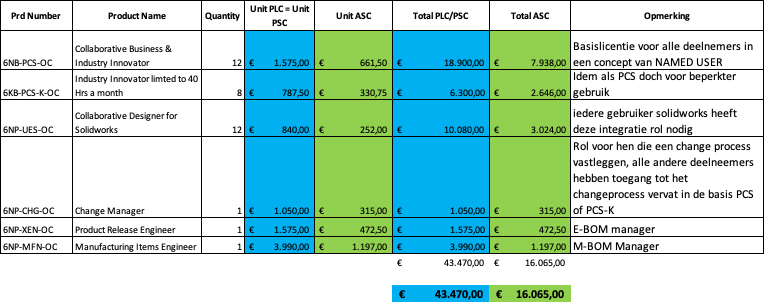 Prd Number Product Name Quantity Unit PLC = Unit PSC Unit ASC Total PLC/PSC Total ASC Opmerking
6NB-PCS-OC Collaborative Business & Industry Innovator 12 € 1.575,00 € 661,50 € 18.900,00 € 7.938,00 Basislicentie voor alle deelnemers in een concept van NAMED USER
6KB-PCS-K-OC Industry Innovator limted to 40 Hrs a month 8 € 787,50 € 330,75 € 6.300,00 € 2.646,00 Idem als PCS doch voor beperkter gebruik
6NP-UES-OC Collaborative Designer for Solidworks 12 € 840,00 € 252,00 € 10.080,00 € 3.024,00 iedere gebruiker solidworks heeft deze integratie rol nodig
6NP-CHG-OC Change Manager 1 € 1.050,00 € 315,00 € 1.050,00 € 315,00 Rol voor hen die een change process vastleggen, alle andere deelneemers hebben toegang tot het changeprocess vervat in de basis PCS of PCS-K
6NP-XEN-OC Product Release Engineer 1 € 1.575,00 € 472,50 € 1.575,00 € 472,50 E-BOM manager
6NP-MFN-OC Manufacturing Items Engineer 1 € 3.990,00 € 1.197,00 € 3.990,00 € 1.197,00 M-BOM Manager
€ 43.470,00 € 16.065,00
€ 43.470,00 € 16.065,00